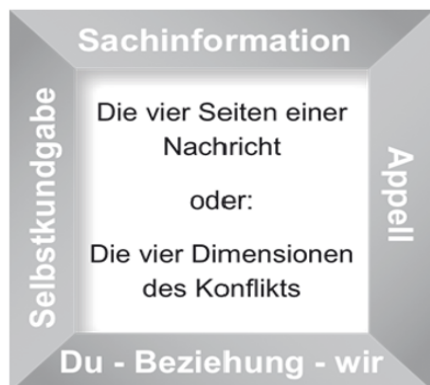 Sachinformation
Selbstkundgabe
Die vier Seiten einer
Nachricht
oder:
Die vier Dimensionen
des Konflikts
Appell
Du - Beziehung - wir